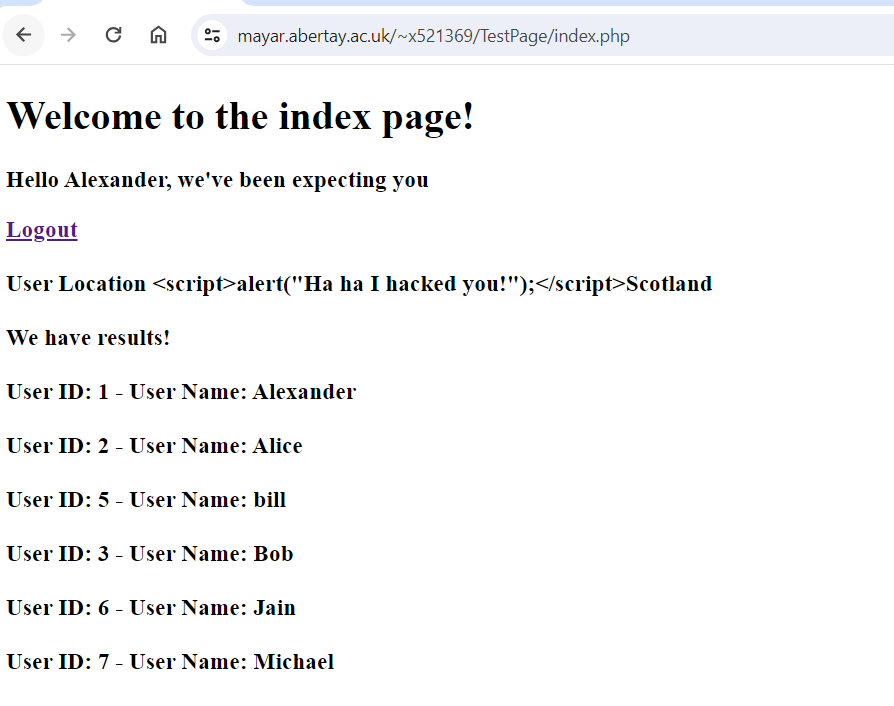 mayar.abertay.ac.uk/~x521369/TestPage/index.php
Welcome to the index page!
Hello Alexander, we've been expecting you
Logout
User Location <script>alert("Ha ha I hacked you!");</script>Scotland
We have results!
User ID: 1 - User Name: Alexander
User ID: 2 - User Name: Alice
User ID: 5 - User Name: bill
User ID: 3 - User Name: Bob
User ID: 6 - User Name: Jain
User ID: 7 - User Name: Michael